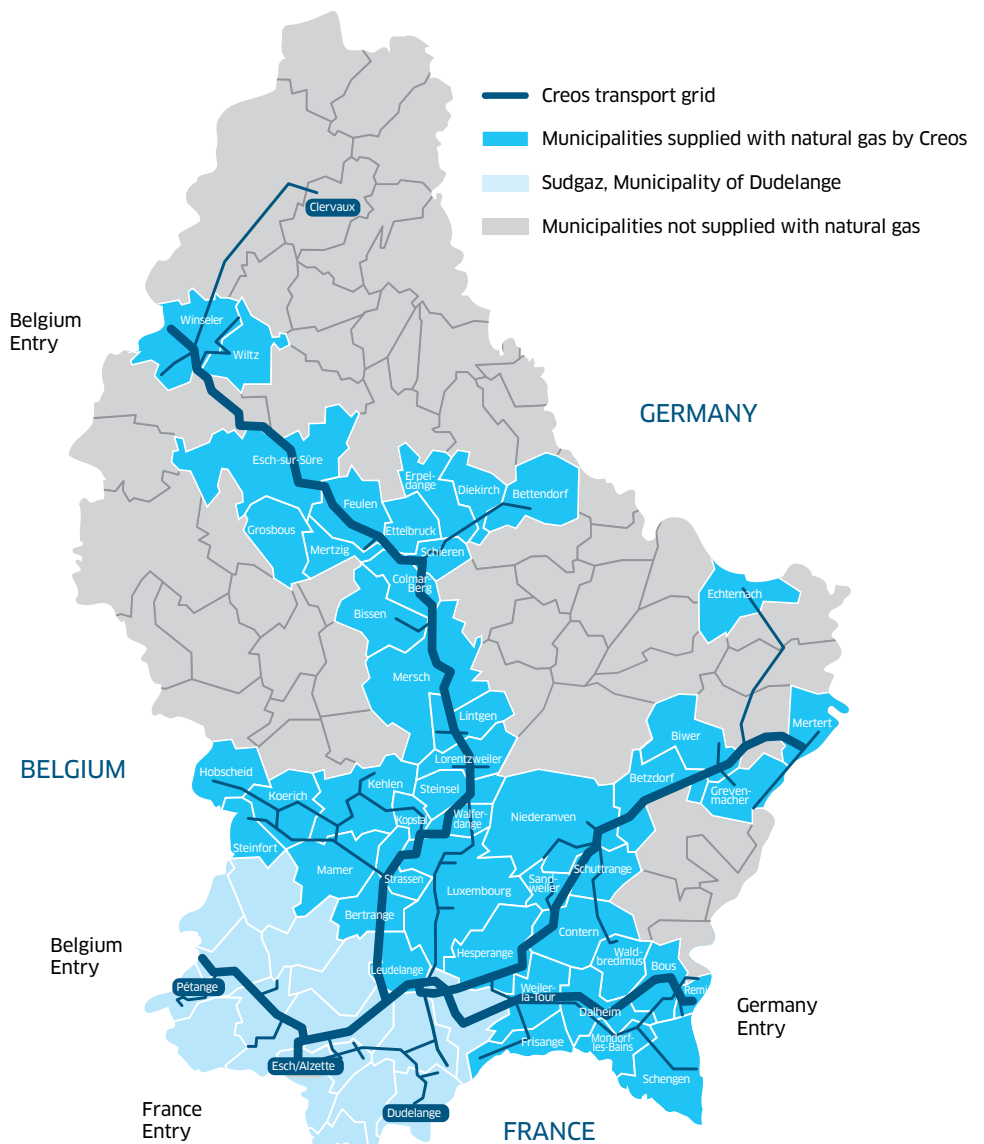 Creos transport grid
Municipalities supplied with natural gas by Creos
Sudgaz, Municipality of Dudelange
Municipalities not supplied with natural gas
Clervaux
Belgium
Entry
Winseler
Wiltz
GERMANY
Esch-sur-Sûre
Erpel-
dange
Diekirch
Bettendorf
Feulen
Grosbous
Ettelbruck
Mertzig
Schieren
Colmar-
Berg
Echternach
Bissen
Mersch
Lintgen
Mertert
Biwer
Lorentzweiler
BELGIUM
Hobscheid
Kehlen
Steinsel
Betzdorf
Koerich
Greven-
macher
Kopstal
Walfer-
dange
Niederanven
Steinfort
Mamer
Strassen
Schuttrange
Sand-
weiler
Luxembourg
Bertrange
Contern
Belgium
Entry
Hesperange
Wald-
bredimus
Leudelange
Bous
Pétange
Weiler-
la-Tour
Remi
Germany
Entry
Dalheim
Frisange
Mondorf-
les-Bains
Esch/Alzette
Schengen
France
Entry
Dudelange
FRANCE